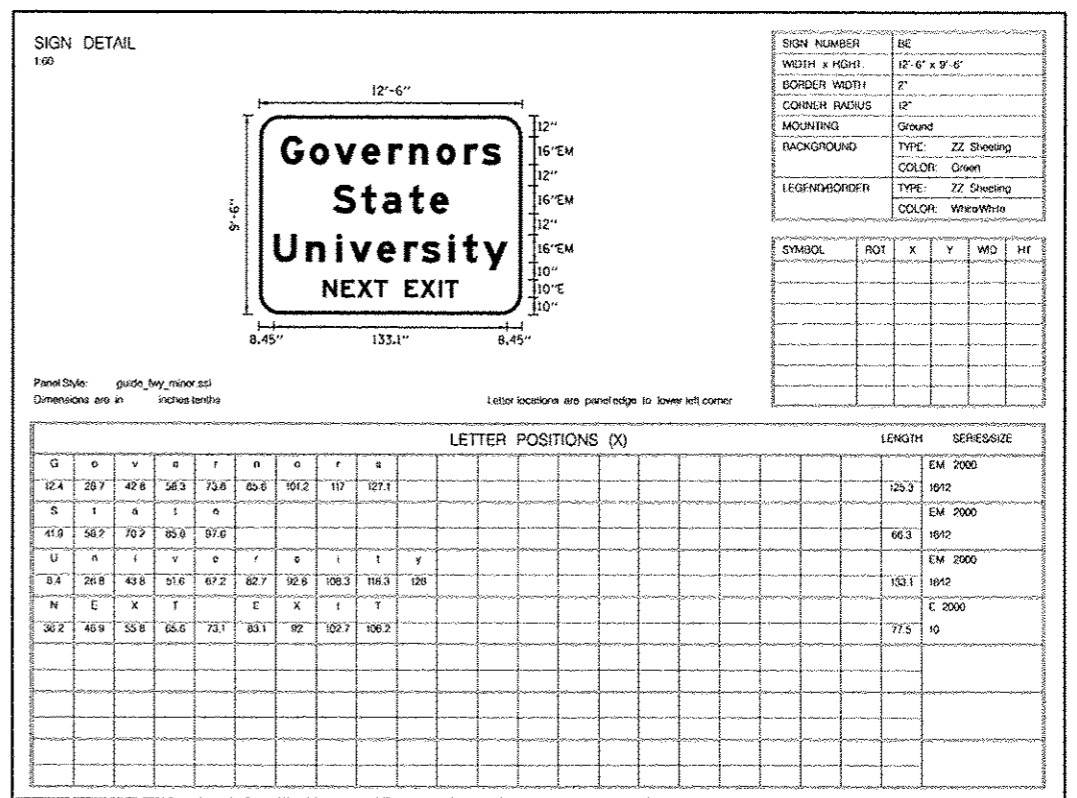 SIGN DETAIL
1:60
SIGN NUMBER BE
WIDTH x HGHT. 12'-6" x 9'-6"
BORDER WIDTH 2"
CORNER RADIUS 12"
MOUNTING Ground
BACKGROUND TYPE: ZZ Sheeting
COLOR: Green
LEGEND/BORDER TYPE: ZZ Sheeting
COLOR: White/White
12'-6"
9'-6"
Governors
State
University
NEXT EXIT
12"
16"EM
12"
16"EM
12"
16"EM
10"
10"E
10"
8.45" 133.1" 8.45"
SYMBOL ROT X Y WID HT
Panel Style: guide_fwy_minor.ssi
Dimensions are in inches.tenths
Letter locations are panel edge to lower left corner
LETTER POSITIONS (X) LENGTH SERIES/SIZE
G o v e r n o r s EM 2000
12.4 28.7 42.8 58.3 73.8 85.6 101.2 117 127.1 125.3 16/12
S t a t e EM 2000
41.9 58.2 70.2 85.9 97.6 66.3 16/12
U n i v e r s i t y EM 2000
8.4 26.8 43.8 51.6 67.2 82.7 92.8 108.3 116.3 128 133.1 16/12
N E X T E X I T E 2000
36.2 46.9 55.8 65.6 73.1 83.1 92 102.7 106.2 77.5 10